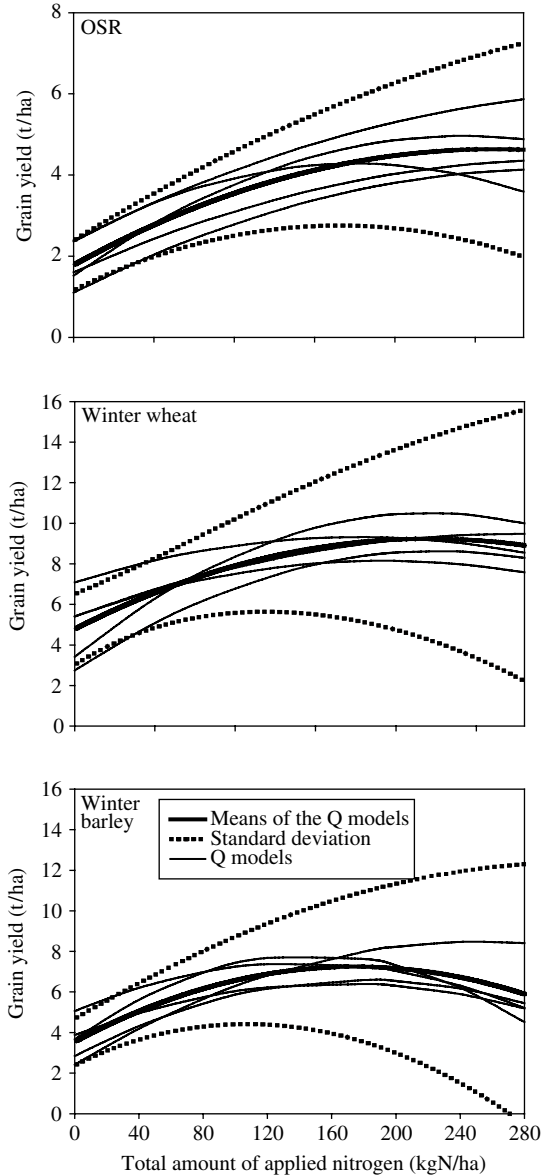 8
OSR
6
4
2
0
Grain yield (t/ha)
16
Winter wheat
14
12
10
8
6
4
2
0
Grain yield (t/ha)
16
Winter
barley
14
12
10
8
6
4
2
0
Grain yield (t/ha)
Means of the Q models
Standard deviation
Q models
0 40 80 120 160 200 240 280
Total amount of applied nitrogen (kgN/ha)